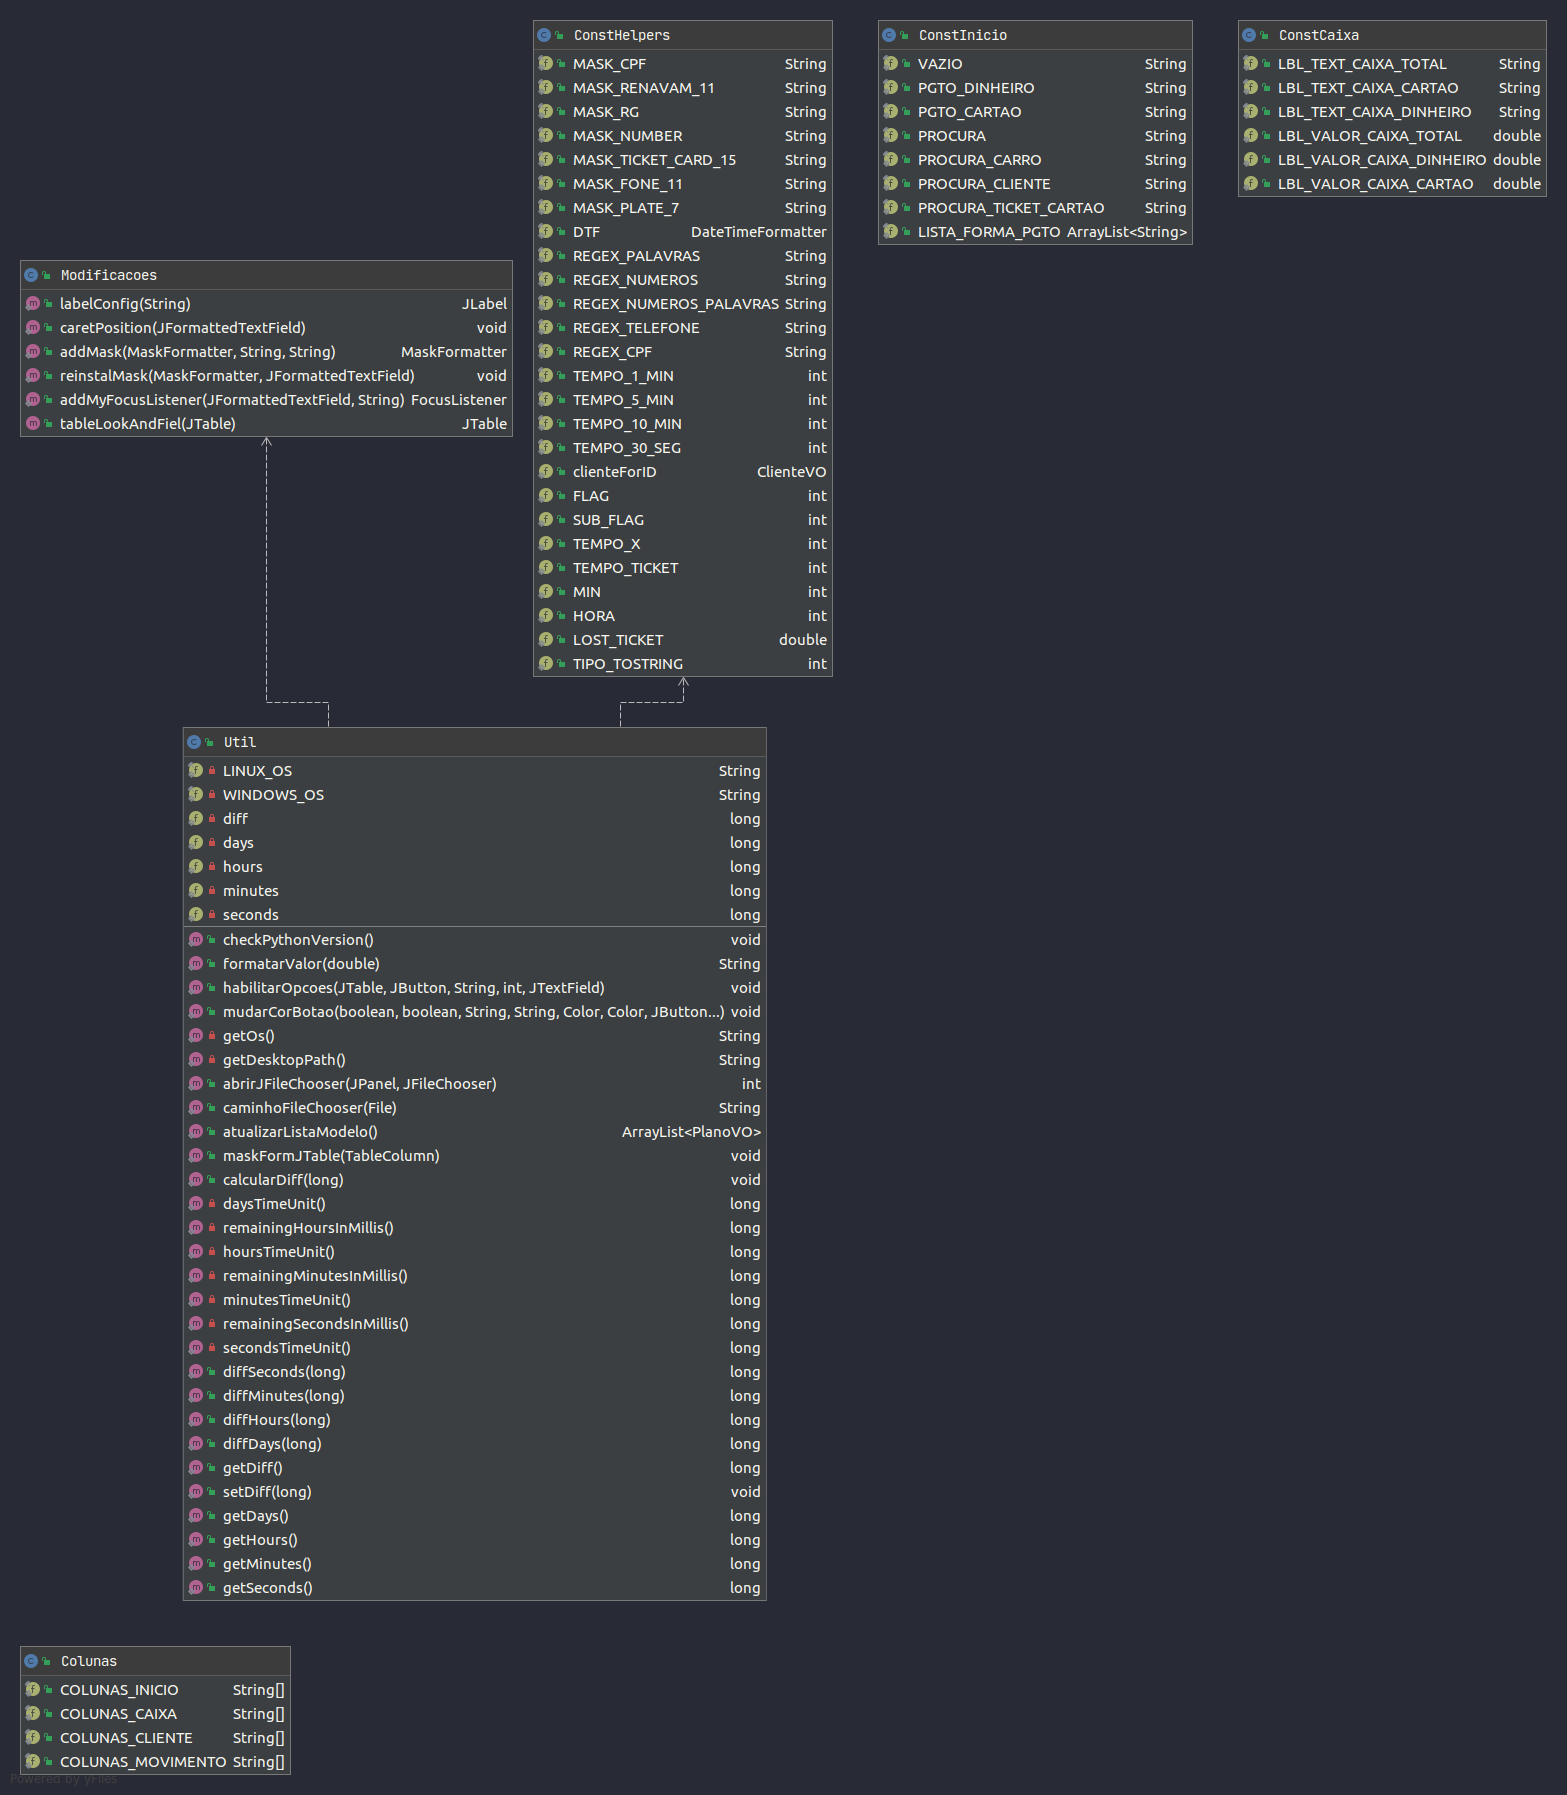 ConstHelpers
MASK_CPF String
MASK_RENAVAM_11 String
MASK_RG String
MASK_NUMBER String
MASK_TICKET_CARD_15 String
MASK_FONE_11 String
MASK_PLATE_7 String
DTF DateTimeFormatter
REGEX_PALAVRAS String
REGEX_NUMEROS String
REGEX_NUMEROS_PALAVRAS String
REGEX_TELEFONE String
REGEX_CPF String
TEMPO_1_MIN int
TEMPO_5_MIN int
TEMPO_10_MIN int
TEMPO_30_SEG int
clienteForID ClienteVO
FLAG int
SUB_FLAG int
TEMPO_X int
TEMPO_TICKET int
MIN int
HORA int
LOST_TICKET double
TIPO_TOSTRING int
ConstInicio
VAZIO String
PGTO_DINHEIRO String
PGTO_CARTAO String
PROCURA String
PROCURA_CARRO String
PROCURA_CLIENTE String
PROCURA_TICKET_CARTAO String
LISTA_FORMA_PGTO ArrayList<String>
ConstCaixa
LBL_TEXT_CAIXA_TOTAL String
LBL_TEXT_CAIXA_CARTAO String
LBL_TEXT_CAIXA_DINHEIRO String
LBL_VALOR_CAIXA_TOTAL double
LBL_VALOR_CAIXA_DINHEIRO double
LBL_VALOR_CAIXA_CARTAO double
Modificacoes
labelConfig(String) JLabel
caretPosition(JFormattedTextField) void
addMask(MaskFormatter, String, String) MaskFormatter
reinstalMask(MaskFormatter, JFormattedTextField) void
addMyFocusListener(JFormattedTextField, String) FocusListener
tableLookAndFiel(JTable) JTable
Util
LINUX_OS String
WINDOWS_OS String
diff long
days long
hours long
minutes long
seconds long
checkPythonVersion() void
formatarValor(double) String
habilitarOpcoes(JTable, JButton, String, int, JTextField) void
mudarCorBotao(boolean, boolean, String, String, Color, Color, JButton...) void
getOs() String
getDesktopPath() String
abrirJFileChooser(JPanel, JFileChooser) int
caminhoFileChooser(File) String
atualizarListaModelo() ArrayList<PlanoVO>
maskFormJTable(TableColumn) void
calcularDiff(long) void
daysTimeUnit() long
remainingHoursInMillis() long
hoursTimeUnit() long
remainingMinutesInMillis() long
minutesTimeUnit() long
remainingSecondsInMillis() long
secondsTimeUnit() long
diffSeconds(long) long
diffMinutes(long) long
diffHours(long) long
diffDays(long) long
getDiff() long
setDiff(long) void
getDays() long
getHours() long
getMinutes() long
getSeconds() long
Colunas
COLUNAS_INICIO String[]
COLUNAS_CAIXA String[]
COLUNAS_CLIENTE String[]
COLUNAS_MOVIMENTO String[]
Powered by yFiles